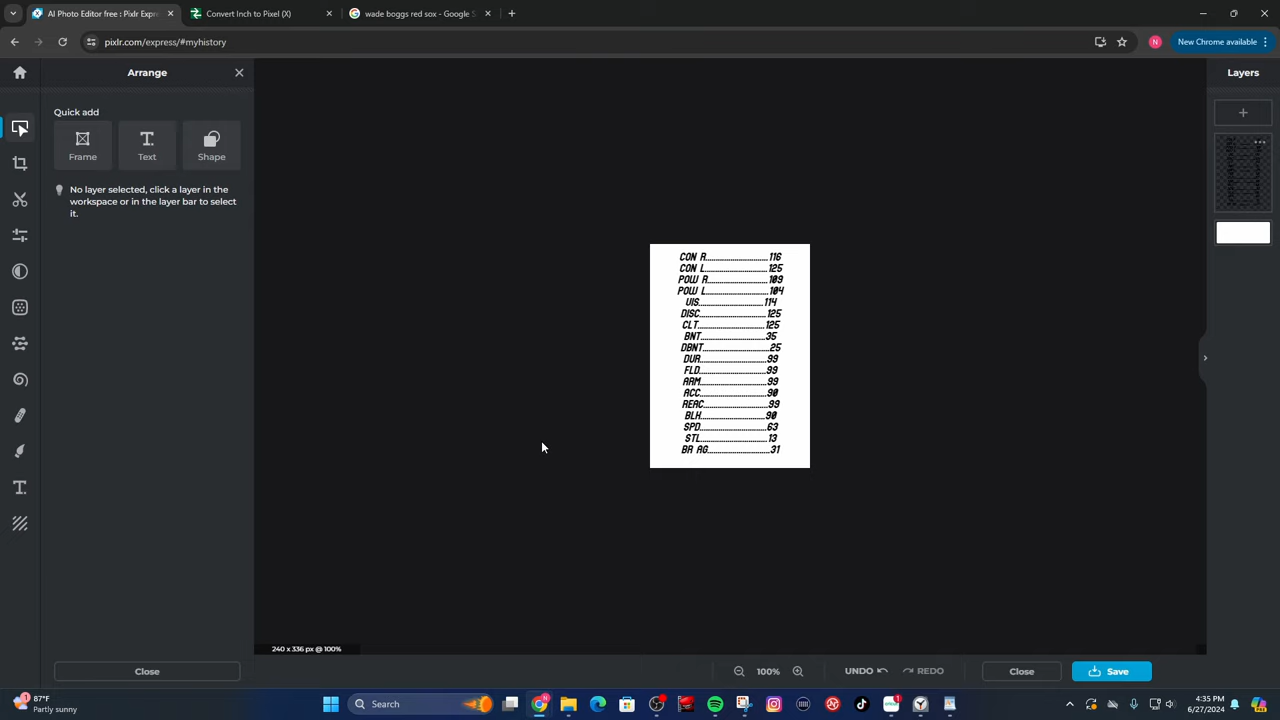 AI Photo Editor free : Pixlr Expre
Convert Inch to Pixel (X)
wade boggs red sox - Google S
pixlr.com/express/#myhistory
N
New Chrome available
Arrange
Layers
Quick add
Frame
Text
Shape
No layer selected, click a layer in the
workspace or in the layer bar to select
it.
CON R..............................116
CON L..............................125
POW R..............................109
POW L..............................104
VIS..............................114
DISC..............................125
CLT..............................125
BNT..............................35
DBNT..............................25
DUR..............................99
FLD..............................99
ARM..............................99
ACC..............................90
REAC..............................99
BLK..............................90
SPD..............................63
STL..............................13
BR AG..............................31
240 x 336 px @ 100%
Close
100%
UNDO
REDO
Close
Save
87°F
Partly sunny
Search
4:35 PM
6/27/2024